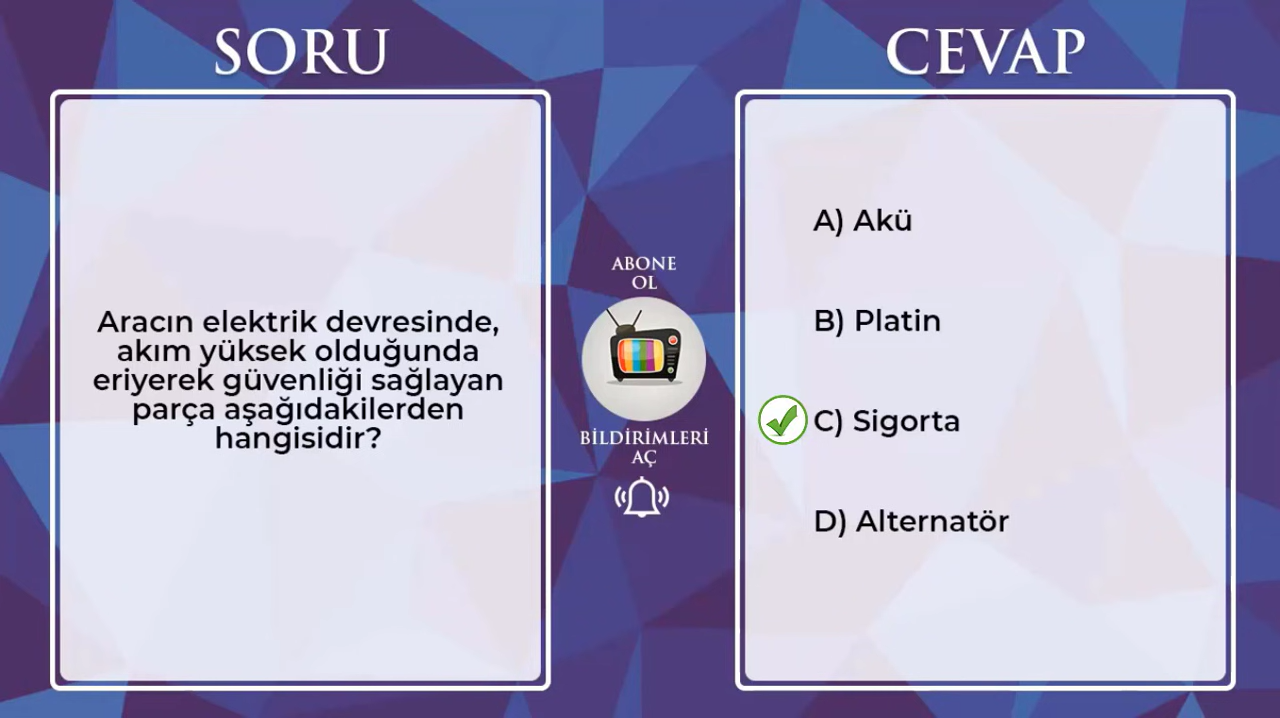 SORU
Aracın elektrik devresinde,
akım yüksek olduğunda
eriyerek güvenliği sağlayan
parça aşağıdakilerden
hangisidir?
ABONE
OL
BİLDİRİMLERİ
AÇ
CEVAP
A) Akü
B) Platin
C) Sigorta
D) Alternatör